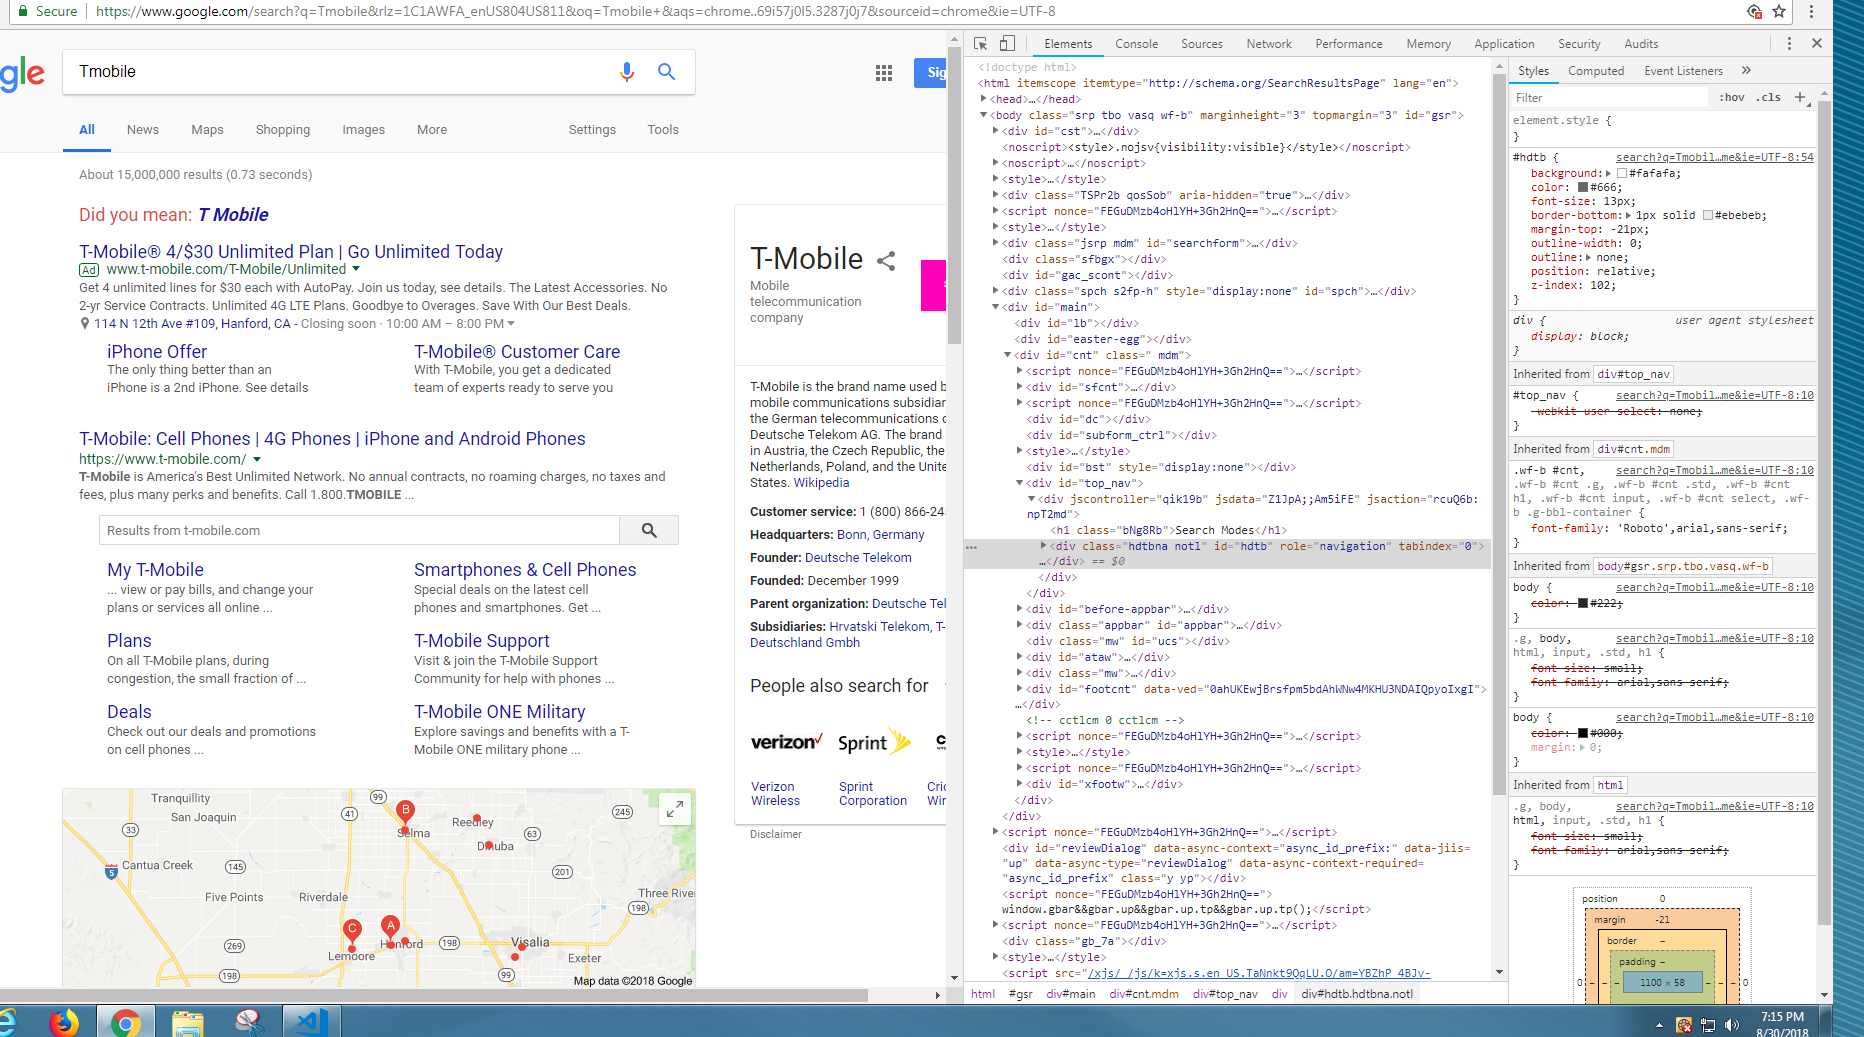 Secure
https://www.google.com/search?q=Tmobile&rlz=1C1AWFA_enUS804US811&oq=Tmobile+&aqs=chrome..69i57j0l5.3287j0j7&sourceid=chrome&ie=UTF-8
gle
Tmobile
Sig
All News Maps Shopping Images More Settings Tools
About 15,000,000 results (0.73 seconds)
Did you mean: T Mobile
T-Mobile® 4/$30 Unlimited Plan | Go Unlimited Today
Ad www.t-mobile.com/T-Mobile/Unlimited
Get 4 unlimited lines for $30 each with AutoPay. Join us today, see details. The Latest Accessories. No
2-yr Service Contracts. Unlimited 4G LTE Plans. Goodbye to Overages. Save With Our Best Deals.
114 N 12th Ave #109, Hanford, CA - Closing soon · 10:00 AM – 8:00 PM
iPhone Offer
The only thing better than an
iPhone is a 2nd iPhone. See details
T-Mobile® Customer Care
With T-Mobile, you get a dedicated
team of experts ready to serve you
T-Mobile: Cell Phones | 4G Phones | iPhone and Android Phones
https://www.t-mobile.com/
T-Mobile is America's Best Unlimited Network. No annual contracts, no roaming charges, no taxes and
fees, plus many perks and benefits. Call 1.800.TMOBILE ...
Results from t-mobile.com
My T-Mobile
... view or pay bills, and change your
plans or services all online ...
Smartphones & Cell Phones
Special deals on the latest cell
phones and smartphones. Get ...
Plans
On all T-Mobile plans, during
congestion, the small fraction of ...
T-Mobile Support
Visit & join the T-Mobile Support
Community for help with phones ...
Deals
Check out our deals and promotions
on cell phones ...
T-Mobile ONE Military
Explore savings and benefits with a T-
Mobile ONE military phone ...
Tranquillity
San Joaquin
99
41
33
B
Selma
Reedley
63
245
Dinuba
Cantua Creek
5
145
201
Five Points
Riverdale
Three River
198
C
A
Hanford
198
Visalia
269
Lemoore
Exeter
198
99
Map data ©2018 Google
T-Mobile
Mobile
telecommunication
company
T-Mobile is the brand name used b
mobile communications subsidiar
the German telecommunications c
Deutsche Telekom AG. The brand
in Austria, the Czech Republic, the
Netherlands, Poland, and the Unite
States. Wikipedia
Customer service: 1 (800) 866-24
Headquarters: Bonn, Germany
Founder: Deutsche Telekom
Founded: December 1999
Parent organization: Deutsche Tel
Subsidiaries: Hrvatski Telekom, T-
Deutschland Gmbh
People also search for
verizon Sprint
Verizon
Wireless
Sprint
Corporation
Cric
Wir
Disclaimer
Elements Console Sources Network Performance Memory Application Security Audits
<!doctype html>
<html itemscope itemtype="http://schema.org/SearchResultsPage" lang="en">
<head>…</head>
<body class="srp tbo vasq wf-b" marginheight="3" topmargin="3" id="gsr">
<div id="cst">…</div>
<noscript><style>.nojsv{visibility:visible}</style></noscript>
<noscript>…</noscript>
<style>…</style>
<div class="TSPr2b qosSob" aria-hidden="true">…</div>
<script nonce="FEGuDMzb4oHlYH+3Gh2HnQ==">…</script>
<style>…</style>
<div class="jsrp mdm" id="searchform">…</div>
<div class="sfbgx"></div>
<div id="gac_scont"></div>
<div class="spch s2fp-h" style="display:none" id="spch">…</div>
<div id="main">
<div id="lb"></div>
<div id="easter-egg"></div>
<div id="cnt" class=" mdm">
<script nonce="FEGuDMzb4oHlYH+3Gh2HnQ==">…</script>
<div id="sfcnt">…</div>
<script nonce="FEGuDMzb4oHlYH+3Gh2HnQ==">…</script>
<div id="dc"></div>
<div id="subform_ctrl"></div>
<style>…</style>
<div id="bst" style="display:none"></div>
<div id="top_nav">
<div jscontroller="qik19b" jsdata="Z1JpA;;Am5iFE" jsaction="rcuQ6b:
npT2md">
<h1 class="bNg8Rb">Search Modes</h1>
<div class="hdtbna notl" id="hdtb" role="navigation" tabindex="0">
…</div> == $0
</div>
</div>
<div id="before-appbar">…</div>
<div class="appbar" id="appbar">…</div>
<div class="mw" id="ucs"></div>
<div id="ataw">…</div>
<div class="mw">…</div>
<div id="footcnt" data-ved="0ahUKEwjBrsfpm5bdAhWNw4MKHU3NDAIQpyoIxgI">
…</div>
<!-- cctlcm 0 cctlcm -->
<script nonce="FEGuDMzb4oHlYH+3Gh2HnQ==">…</script>
<style>…</style>
<script nonce="FEGuDMzb4oHlYH+3Gh2HnQ==">…</script>
<div id="xfootw">…</div>
</div>
</div>
<script nonce="FEGuDMzb4oHlYH+3Gh2HnQ==">…</script>
<div id="reviewDialog" data-async-context="async_id_prefix:" data-jiis=
"up" data-async-type="reviewDialog" data-async-context-required=
"async_id_prefix" class="y yp"></div>
<script nonce="FEGuDMzb4oHlYH+3Gh2HnQ==">
window.gbar&&gbar.up&&gbar.up.tp&&gbar.up.tp();</script>
<script nonce="FEGuDMzb4oHlYH+3Gh2HnQ==">…</script>
<div class="gb_7a"></div>
<style>…</style>
<script src="/xjs/_/js/k=xjs.s.en_US.TaNnkt9QqLU.O/am=YBZhP_4BJv-
html #gsr div#main div#cnt.mdm div#top_nav div div#hdtb.hdtbna.notl
Styles Computed Event Listeners »
Filter :hov .cls +
element.style {
}
#hdtb { search?q=Tmobil…me&ie=UTF-8:54
background: #fafafa;
color: #666;
font-size: 13px;
border-bottom: 1px solid #ebebeb;
margin-top: -21px;
outline-width: 0;
outline: none;
position: relative;
z-index: 102;
}
div { user agent stylesheet
display: block;
}
Inherited from div#top_nav
#top_nav { search?q=Tmobil…me&ie=UTF-8:10
-webkit-user-select: none;
}
Inherited from div#cnt.mdm
.wf-b #cnt, search?q=Tmobil…me&ie=UTF-8:10
.wf-b #cnt .g, .wf-b #cnt .std, .wf-b #cnt
h1, .wf-b #cnt input, .wf-b #cnt select, .wf-
b .g-bbl-container {
font-family: 'Roboto',arial,sans-serif;
}
Inherited from body#gsr.srp.tbo.vasq.wf-b
body { search?q=Tmobil…me&ie=UTF-8:10
color: #222;
}
.g, body, search?q=Tmobil…me&ie=UTF-8:10
html, input, .std, h1 {
font-size: small;
font-family: arial,sans-serif;
}
body { search?q=Tmobil…me&ie=UTF-8:10
color: #000;
margin: 0;
}
Inherited from html
.g, body, search?q=Tmobil…me&ie=UTF-8:10
html, input, .std, h1 {
font-size: small;
font-family: arial,sans-serif;
}
position 0
margin -21
border –
padding –
0 – – – 1100 × 58 – – – 0
7:15 PM
8/30/2018